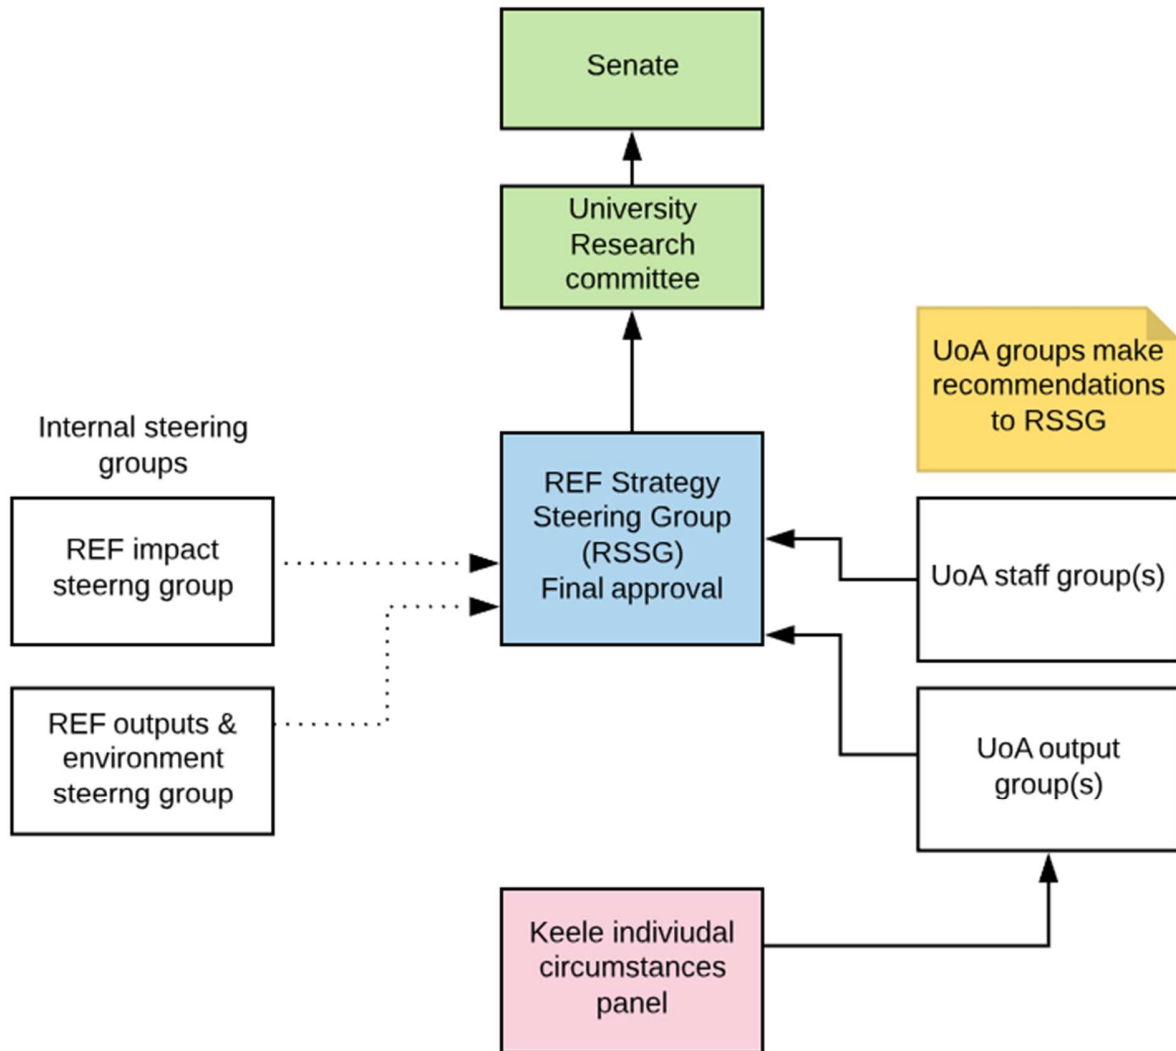 Senate
University
Research
committee
UoA groups make
recommendations
to RSSG
Internal steering
groups
REF Strategy
Steering Group
(RSSG)
Final approval
REF impact
steerng group
UoA staff group(s)
REF outputs &
environment
steerng group
UoA output
group(s)
Keele indiviudal
circumstances
panel